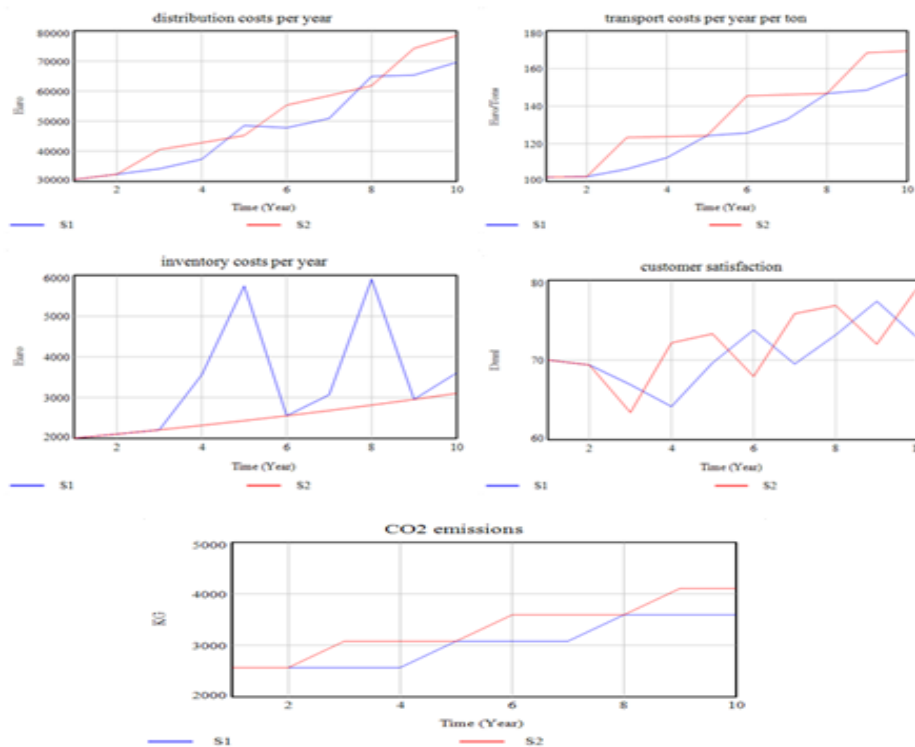 distribution costs per year
80000
70000
60000
50000
40000
30000
Euro
2 4 6 8 10
Time (Year)
S1 S2
transport costs per year per ton
180
160
140
120
100
Euro/Tons
2 4 6 8 10
Time (Year)
S1 S2
inventory costs per year
6000
5000
4000
3000
2000
Euro
2 4 6 8 10
Time (Year)
S1 S2
customer satisfaction
80
70
60
Dmnl
2 4 6 8 1
Time (Year)
S1 S2
CO2 emissions
5000
4000
3000
2000
KG
2 4 6 8 10
Time (Year)
S1 S2